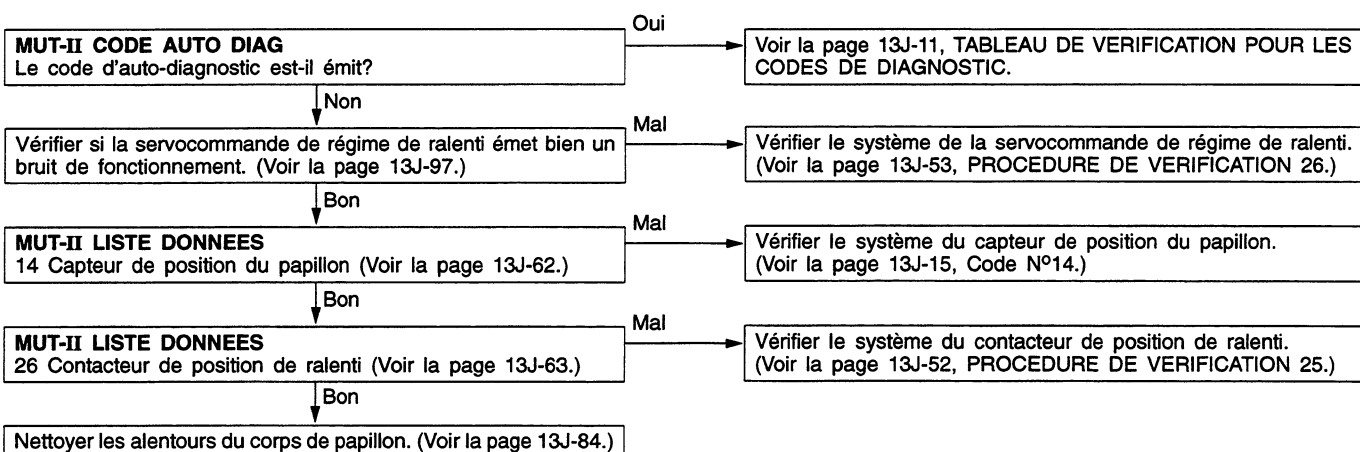 MUT-II CODE AUTO DIAG
Le code d'auto-diagnostic est-il émit?
Oui
Voir la page 13J-11, TABLEAU DE VERIFICATION POUR LES
CODES DE DIAGNOSTIC.
Non
Vérifier si la servocommande de régime de ralenti émet bien un
bruit de fonctionnement. (Voir la page 13J-97.)
Mal
Vérifier le système de la servocommande de régime de ralenti.
(Voir la page 13J-53, PROCEDURE DE VERIFICATION 26.)
Bon
MUT-II LISTE DONNEES
14 Capteur de position du papillon (Voir la page 13J-62.)
Mal
Vérifier le système du capteur de position du papillon.
(Voir la page 13J-15, Code Nº14.)
Bon
MUT-II LISTE DONNEES
26 Contacteur de position de ralenti (Voir la page 13J-63.)
Mal
Vérifier le système du contacteur de position de ralenti.
(Voir la page 13J-52, PROCEDURE DE VERIFICATION 25.)
Bon
Nettoyer les alentours du corps de papillon. (Voir la page 13J-84.)